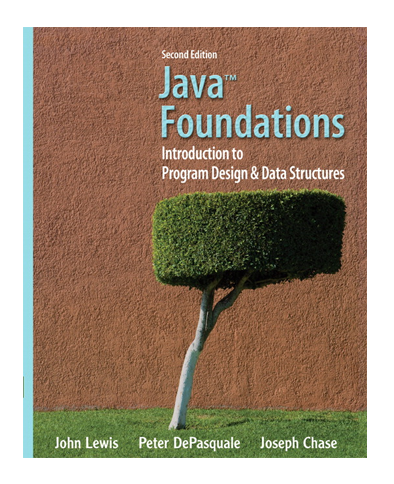 Second Edition
Java™
Foundations
Introduction to
Program Design & Data Structures
John Lewis Peter DePasquale Joseph Chase